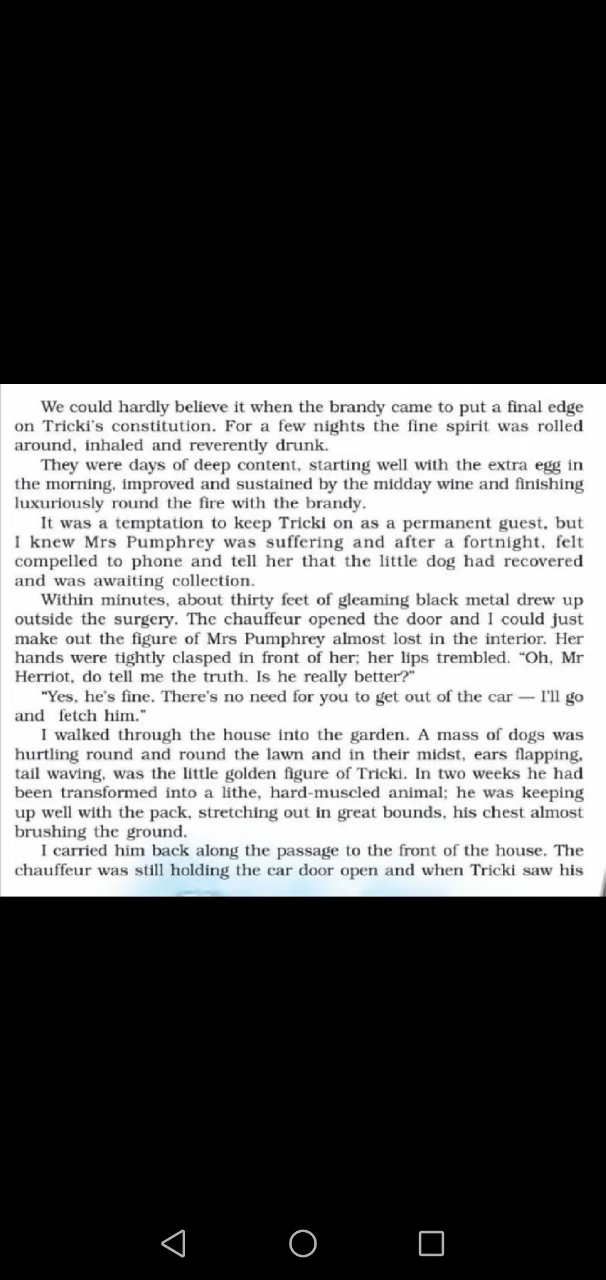 We could hardly believe it when the brandy came to put a final edge
on Tricki's constitution. For a few nights the fine spirit was rolled
around, inhaled and reverently drunk.
They were days of deep content, starting well with the extra egg in
the morning, improved and sustained by the midday wine and finishing
luxuriously round the fire with the brandy.
It was a temptation to keep Tricki on as a permanent guest, but
I knew Mrs Pumphrey was suffering and after a fortnight, felt
compelled to phone and tell her that the little dog had recovered
and was awaiting collection.
Within minutes, about thirty feet of gleaming black metal drew up
outside the surgery. The chauffeur opened the door and I could just
make out the figure of Mrs Pumphrey almost lost in the interior. Her
hands were tightly clasped in front of her; her lips trembled. “Oh, Mr
Herriot, do tell me the truth. Is he really better?”
“Yes, he's fine. There's no need for you to get out of the car — I'll go
and fetch him.”
I walked through the house into the garden. A mass of dogs was
hurtling round and round the lawn and in their midst, ears flapping,
tail waving, was the little golden figure of Tricki. In two weeks he had
been transformed into a lithe, hard-muscled animal; he was keeping
up well with the pack, stretching out in great bounds, his chest almost
brushing the ground.
I carried him back along the passage to the front of the house. The
chauffeur was still holding the car door open and when Tricki saw his